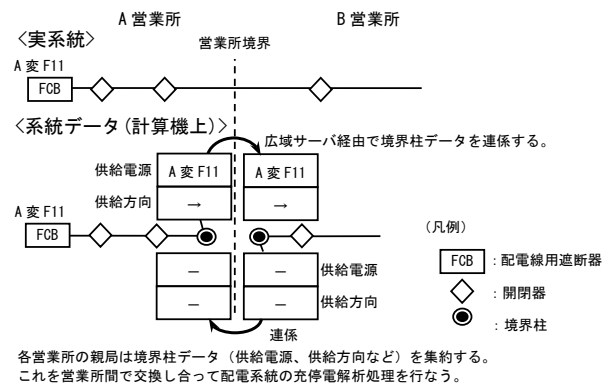 A 営業所
B 営業所
<実系統>
営業所境界
A 変 F11
FCB
<系統データ(計算機上)>
広域サーバ経由で境界柱データを連係する。
供給電源
A 変 F11
A 変 F11
供給方向
→
→
A 変 F11
FCB
(凡例)
FCB
:配電線用遮断器
－
－
供給電源
:開閉器
－
－
供給方向
:境界柱
連係
各営業所の親局は境界柱データ(供給電源、供給方向など)を集約する。
これを営業所間で交換し合って配電系統の充停電解析処理を行なう。